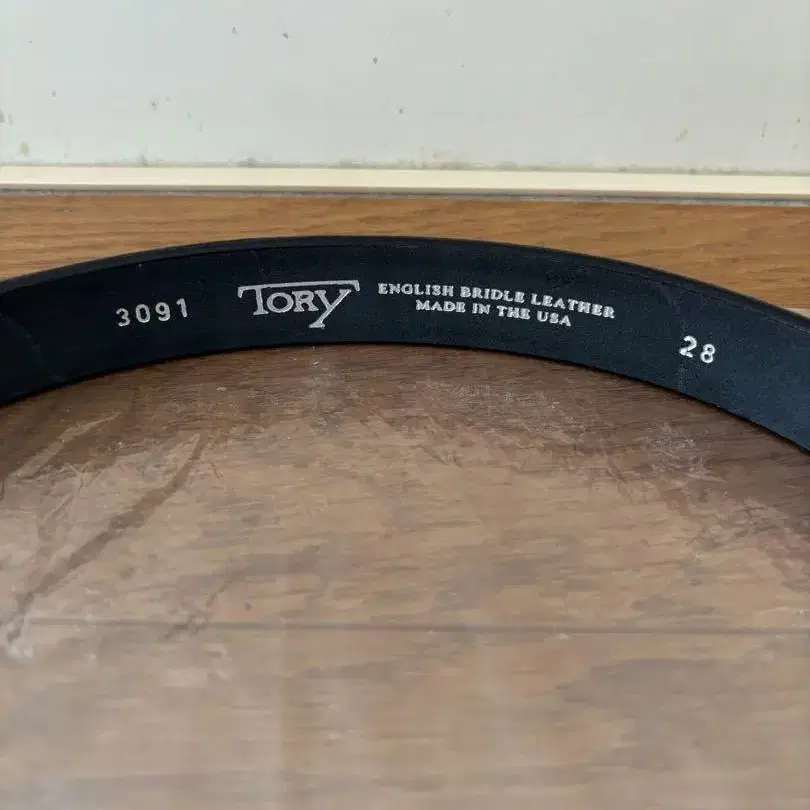 3091
TORY
ENGLISH BRIDLE LEATHER
MADE IN THE USA
28